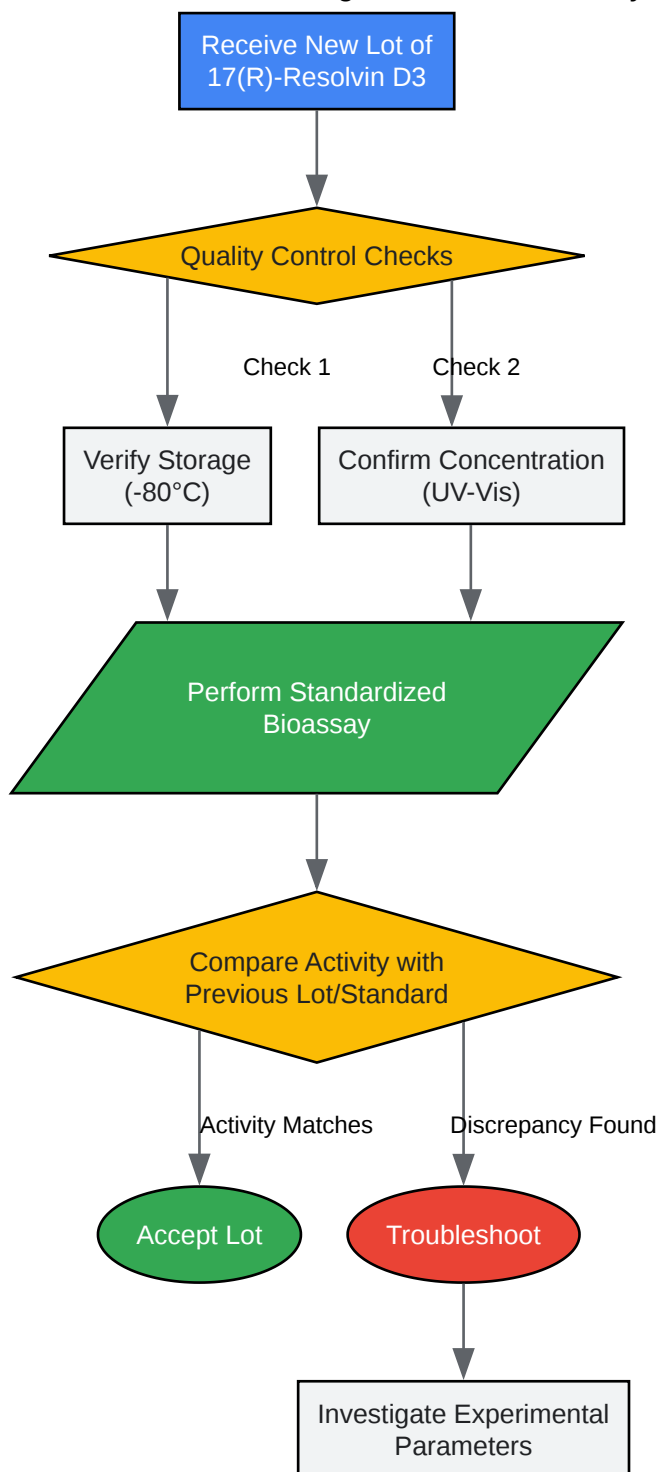 Receive New Lot of
17(R)-Resolvin D3
Quality Control Checks
Check 1
Check 2
Verify Storage
(-80°C)
Confirm Concentration
(UV-Vis)
Perform Standardized
Bioassay
Compare Activity with
Previous Lot/Standard
Activity Matches
Discrepancy Found
Accept Lot
Troubleshoot
Investigate Experimental
Parameters